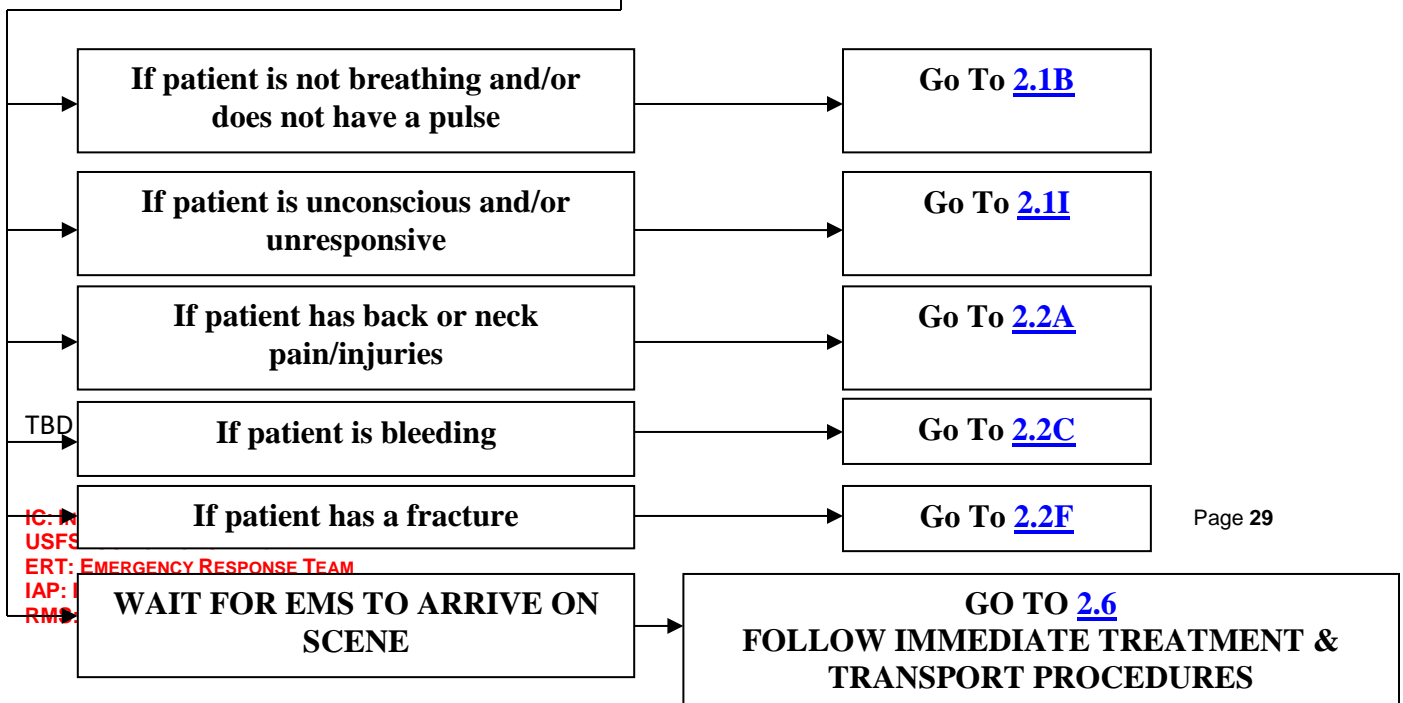 If patient is not breathing and/or
does not have a pulse
Go To 2.1B
If patient is unconscious and/or
unresponsive
Go To 2.1I
If patient has back or neck
pain/injuries
Go To 2.2A
TBD
If patient is bleeding
Go To 2.2C
If patient has a fracture
Go To 2.2F
Page 29
IC:
USFS
ERT: EMERGENCY RESPONSE TEAM
IAP:
RMS:
WAIT FOR EMS TO ARRIVE ON
SCENE
GO TO 2.6
FOLLOW IMMEDIATE TREATMENT &
TRANSPORT PROCEDURES